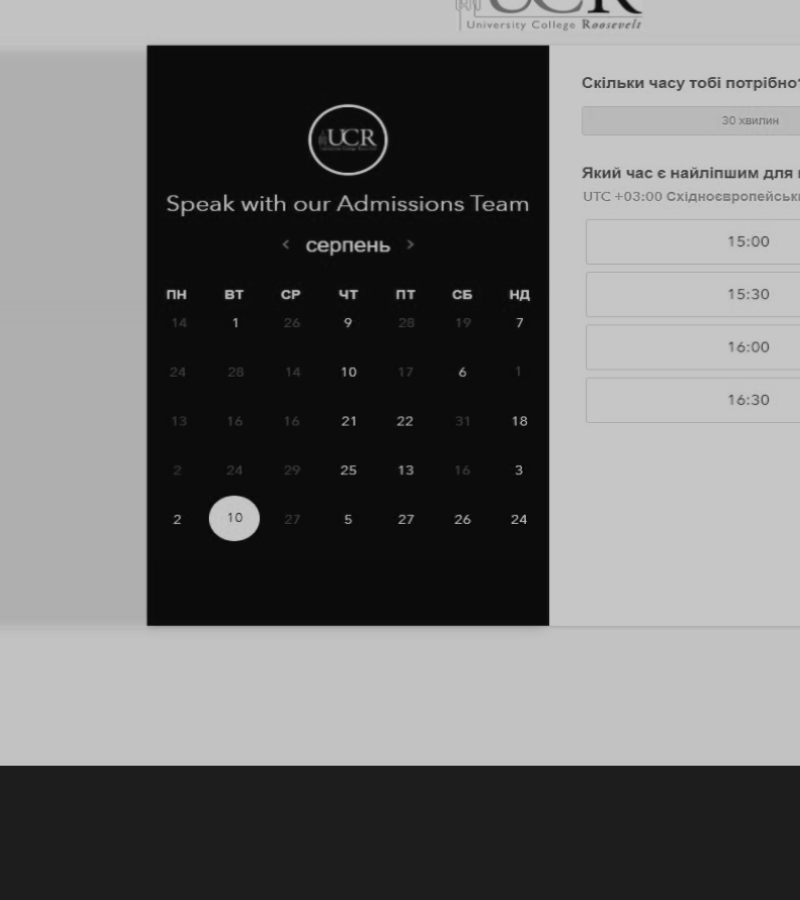 UCR
University College Roosevelt
UCR
Speak with our Admissions Team
< серпень >
ПН ВТ СР ЧТ ПТ СБ НД
14 1 26 9 28 19 7
24 28 14 10 17 6 1
13 16 16 21 22 31 18
2 24 29 25 13 16 3
2 10 27 5 27 26 24
Скільки часу тобі потрібно?
30 хвилин
Який час є найліпшим для
UTC +03:00
15:00
15:30
16:00
16:30